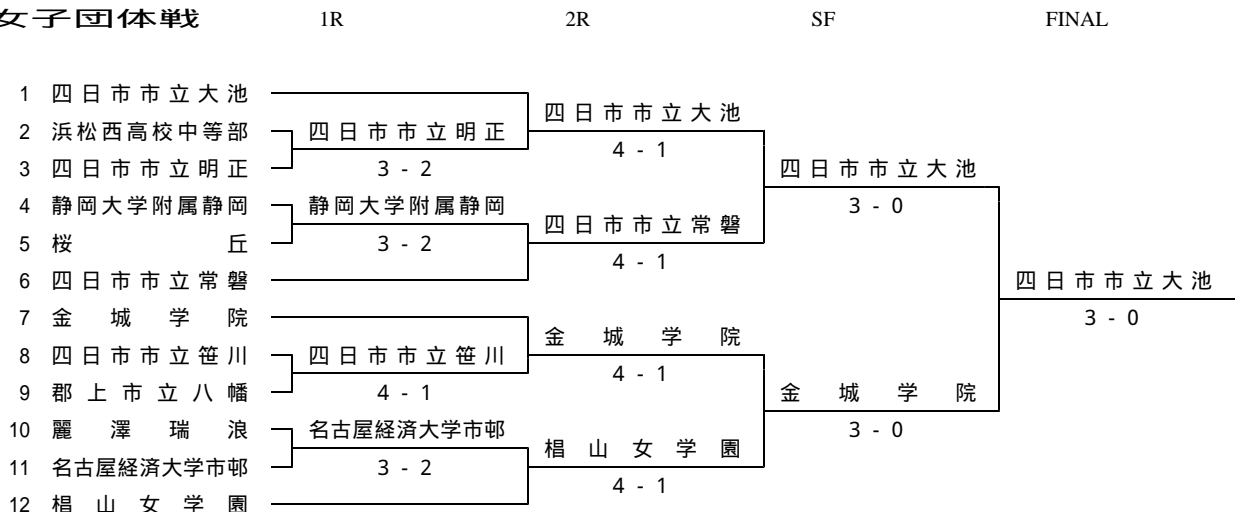 女子団体戦 1R 2R SF FINAL
1 四日市市立大池
四日市市立大池
2 浜松西高校中等部 四日市市立明正
4 - 1
3 四日市市立明正 3 - 2 四日市市立大池
4 静岡大学附属静岡 静岡大学附属静岡 3 - 0
四日市市立常磐
5 桜丘 3 - 2
4 - 1
6 四日市市立常磐 四日市市立大池
7 金城学院 3 - 0
金城学院
8 四日市市立笹川 四日市市立笹川
4 - 1
9 郡上市立八幡 4 - 1 金城学院
10 麗澤瑞浪 名古屋経済大学市邨 3 - 0
椙山女学園
11 名古屋経済大学市邨 3 - 2
4 - 1
12 椙山女学園